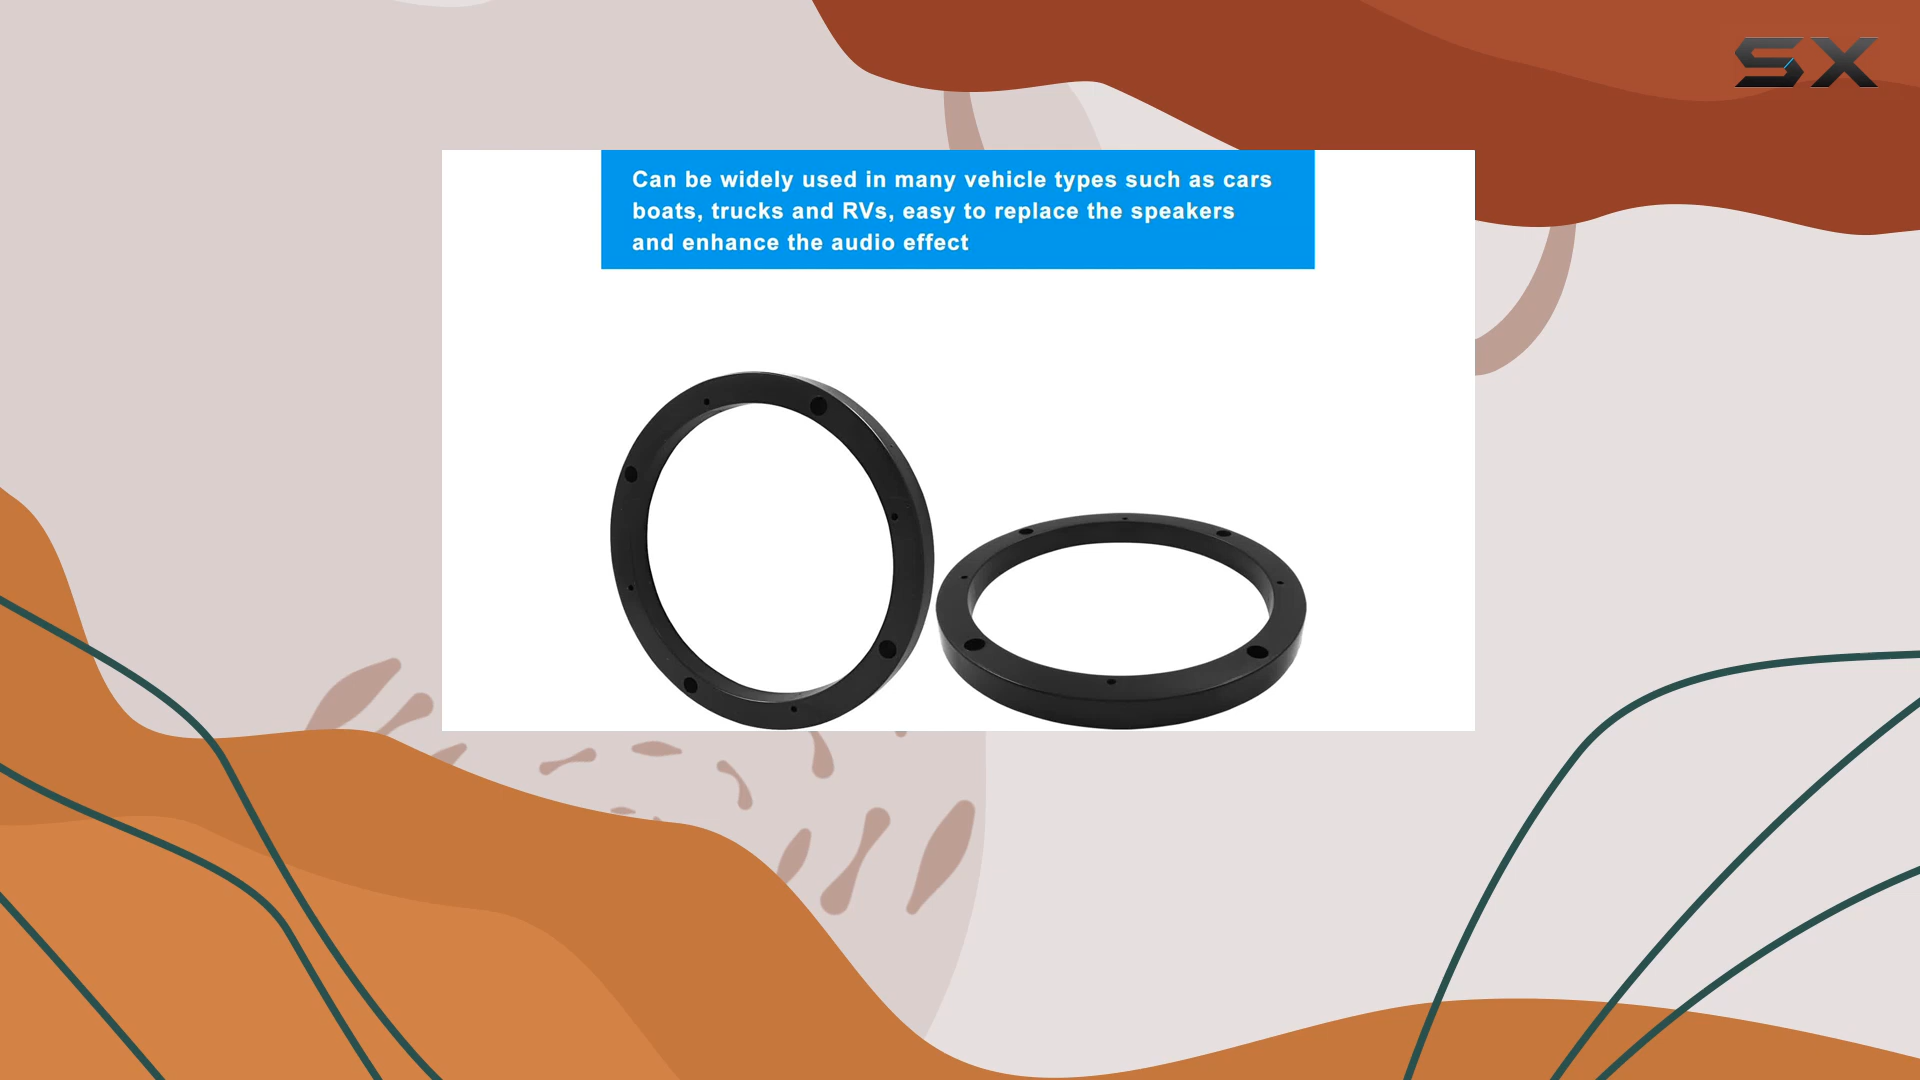 SX
Can be widely used in many vehicle types such as cars
boats, trucks and RVs, easy to replace the speakers
and enhance the audio effect